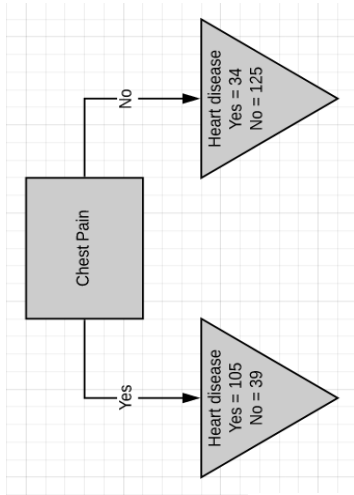 Chest Pain
Yes
No
Heart disease
Yes = 105
No = 39
Heart disease
Yes = 34
No = 125